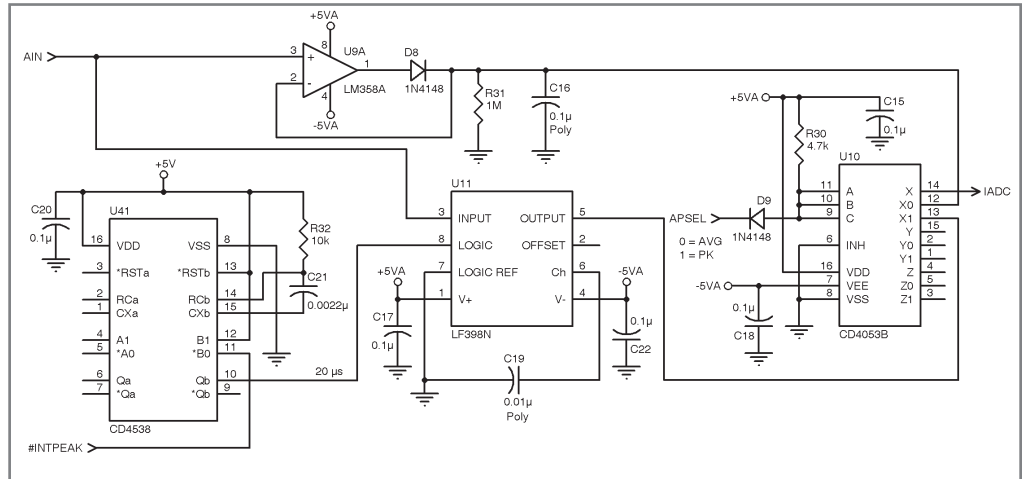 +5VA
AIN
3
+
8
U9A
1
2
-
4
LM358A
-5VA
D8
1N4148
R31
1M
C16
0.1µ
Poly
+5VA
C15
0.1µ
R30
4.7k
U10
11
A
X
14
IADC
10
B
X0
12
9
C
X1
13
Y
15
6
INH
Y0
2
Y1
1
16
VDD
Z
4
7
VEE
Z0
5
8
VSS
Z1
3
CD4053B
APSEL
D9
1N4148
0 = AVG
1 = PK
-5VA
0.1µ
C18
+5V
C20
0.1µ
U41
16
VDD
VSS
8
3
*RSTa
*RSTb
13
2
RCa
RCb
14
1
CXa
CXb
15
4
A1
B1
12
5
*A0
*B0
11
6
Qa
Qb
10
7
*Qa
*Qb
9
CD4538
R32
10k
C21
0.0022µ
20 µs
#INTPEAK
U11
3
INPUT
OUTPUT
5
8
LOGIC
OFFSET
2
7
LOGIC REF
Ch
6
1
V+
V-
4
LF398N
+5VA
C17
0.1µ
-5VA
0.1µ
C22
C19
0.01µ
Poly